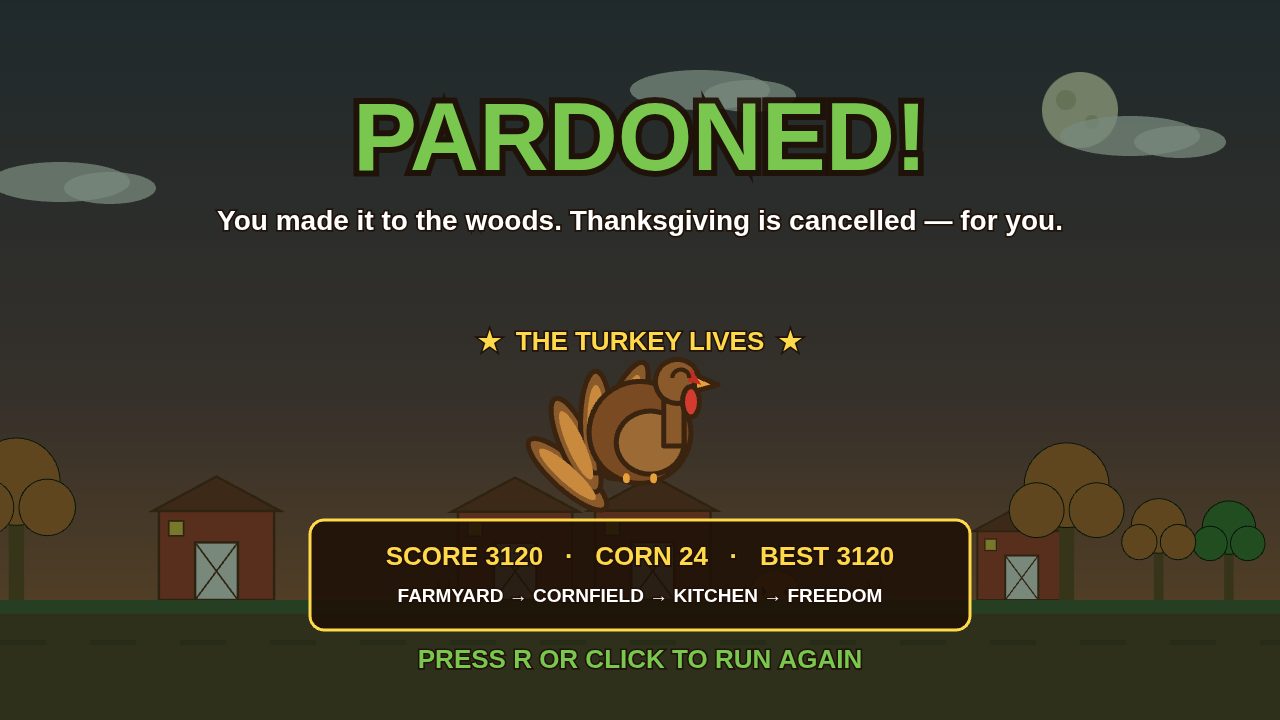 PARDONED!
You made it to the woods. Thanksgiving is cancelled — for you.
★ THE TURKEY LIVES ★
SCORE 3120 · CORN 24 · BEST 3120
FARMYARD → CORNFIELD → KITCHEN → FREEDOM
PRESS R OR CLICK TO RUN AGAIN